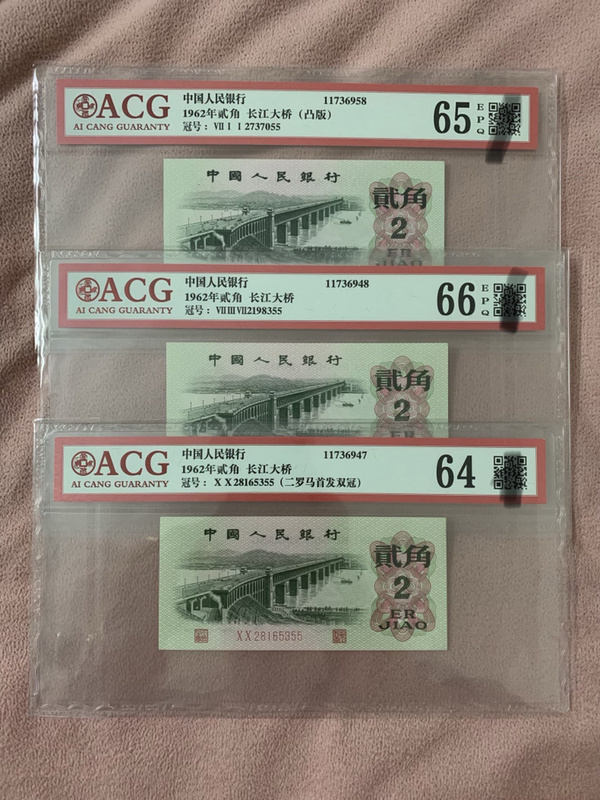 ACG
AI CANG GUARANTY
中国人民银行 11736958
1962年贰角 长江大桥（凸版）
冠号： Ⅶ Ⅰ Ⅰ 2737055
65
E
P
Q
中國人民銀行
貳角
2
ER
JIAO
ACG
AI CANG GUARANTY
中国人民银行 11736948
1962年贰角 长江大桥
冠号： ⅦⅢⅦ2198355
66
E
P
Q
中國人民銀行
貳角
2
ER
ACG
AI CANG GUARANTY
中国人民银行 11736947
1962年贰角 长江大桥
冠号： X X 28165355（二罗马首发双冠）
64
中國人民銀行
貳角
2
ER
JIAO
X X 28165355